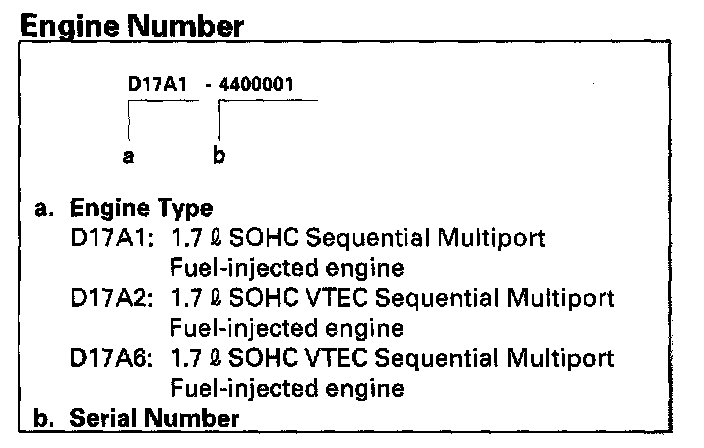 Engine Number
D17A1 - 4400001
a b
a. Engine Type
D17A1: 1.7 ℓ SOHC Sequential Multiport
Fuel-injected engine
D17A2: 1.7 ℓ SOHC VTEC Sequential Multiport
Fuel-injected engine
D17A6: 1.7 ℓ SOHC VTEC Sequential Multiport
Fuel-injected engine
b. Serial Number